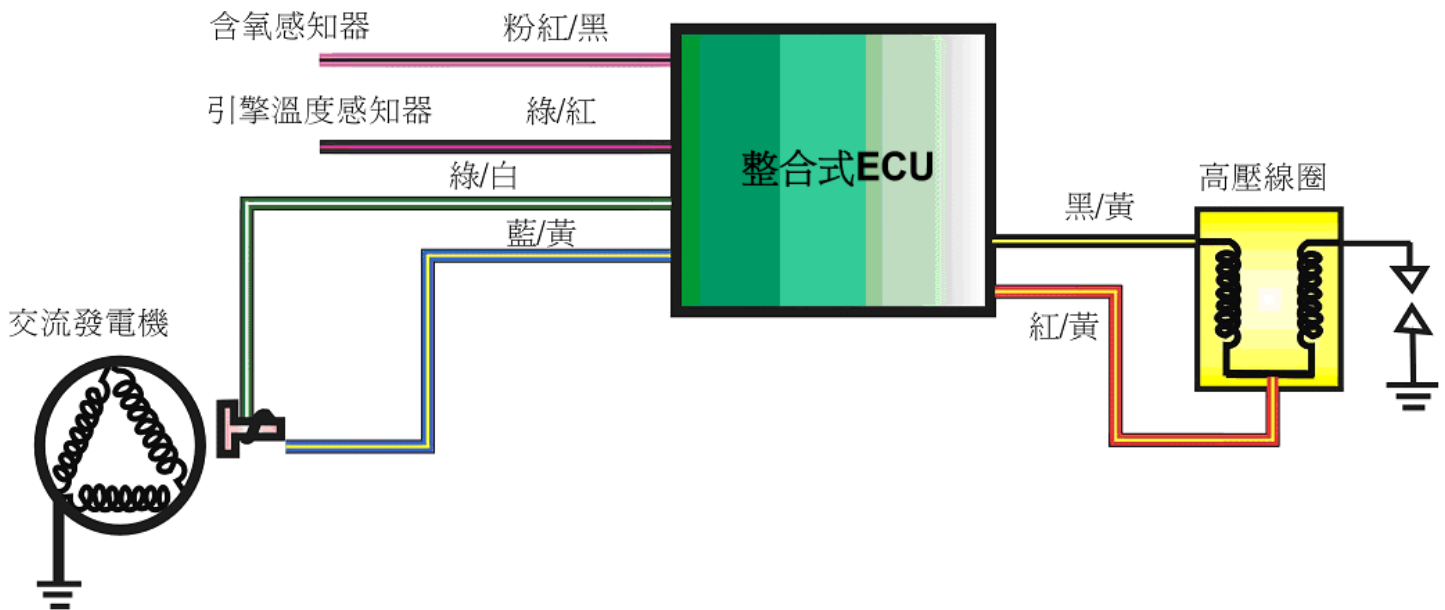 含氧感知器
粉紅/黑
引擎溫度感知器
綠/紅
綠/白
藍/黃
整合式ECU
黑/黃
高壓線圈
紅/黃
交流發電機